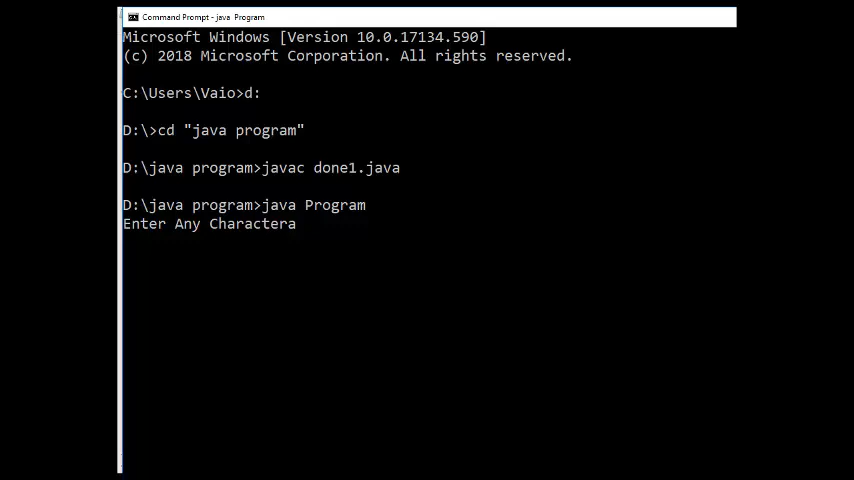 Command Prompt - java Program
Microsoft Windows [Version 10.0.17134.590]
(c) 2018 Microsoft Corporation. All rights reserved.
C:\Users\Vaio>d:
D:\>cd "java program"
D:\java program>javac done1.java
D:\java program>java Program
Enter Any Charactera